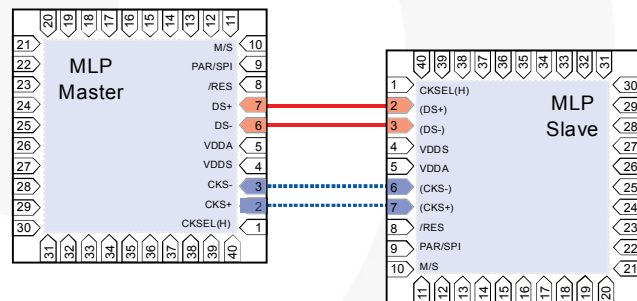 20 19 18 17 16 15 14 13 12 11
21 M/S 10
22 MLP PAR/SPI 9
23 Master /RES 8
24 DS+ 7
25 DS- 6
26 VDDA 5
27 VDDS 4
28 CKS- 3
29 CKS+ 2
30 CKSEL(H) 1
31 32 33 34 35 36 37 38 39 40
40 39 38 37 36 35 34 33 32 31
1 CKSEL(H) 30
2 (DS+) MLP 29
3 (DS-) Slave 28
4 VDDS 27
5 VDDA 26
6 (CKS-) 25
7 (CKS+) 24
8 /RES 23
9 PAR/SPI 22
10 M/S 21
11 12 13 14 15 16 17 18 19 20